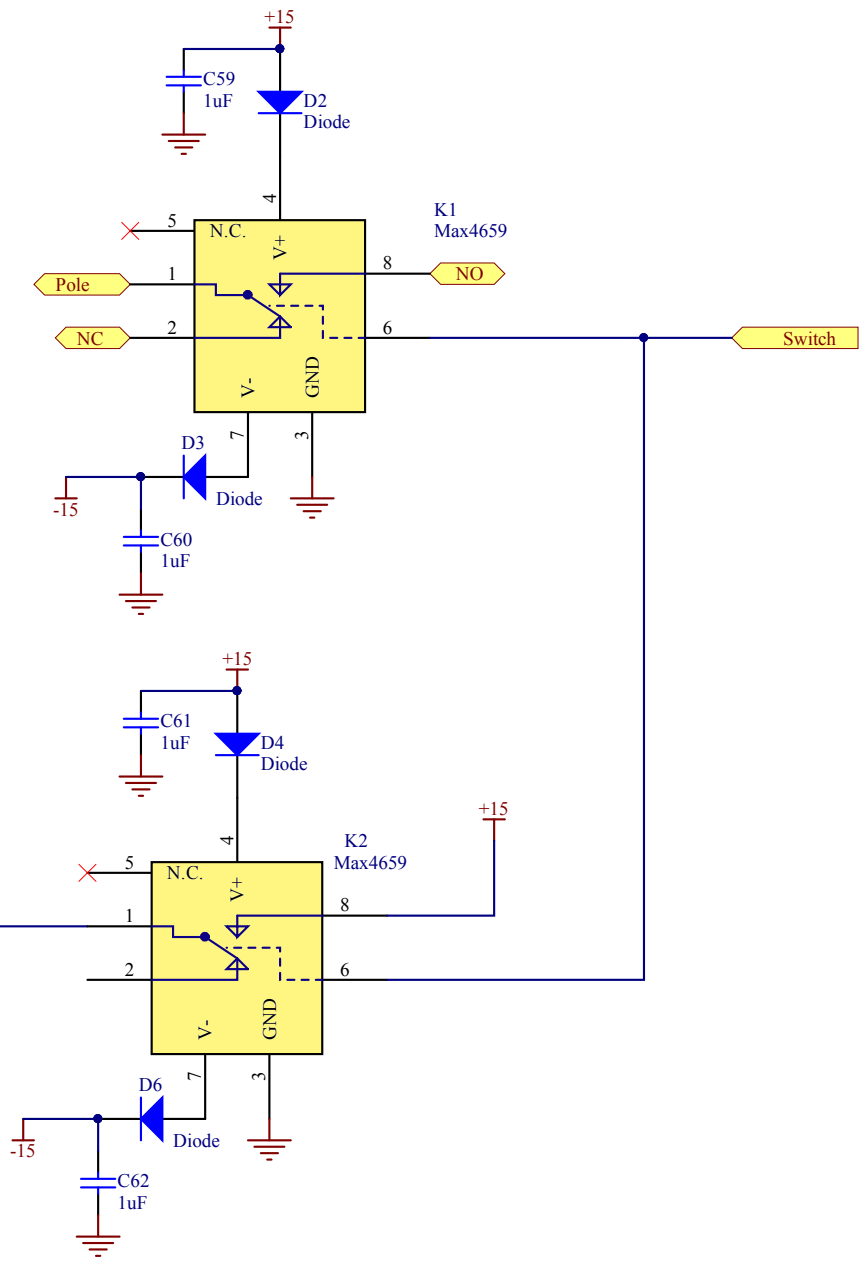 +15
C59
1uF
D2
Diode
4
K1
Max4659
5
N.C.
V+
Pole
1
8
NO
NC
2
6
Switch
V-
GND
7
3
D3
Diode
-15
C60
1uF
+15
C61
1uF
D4
Diode
+15
4
K2
Max4659
5
N.C.
V+
1
8
2
6
V-
GND
7
3
D6
Diode
-15
C62
1uF